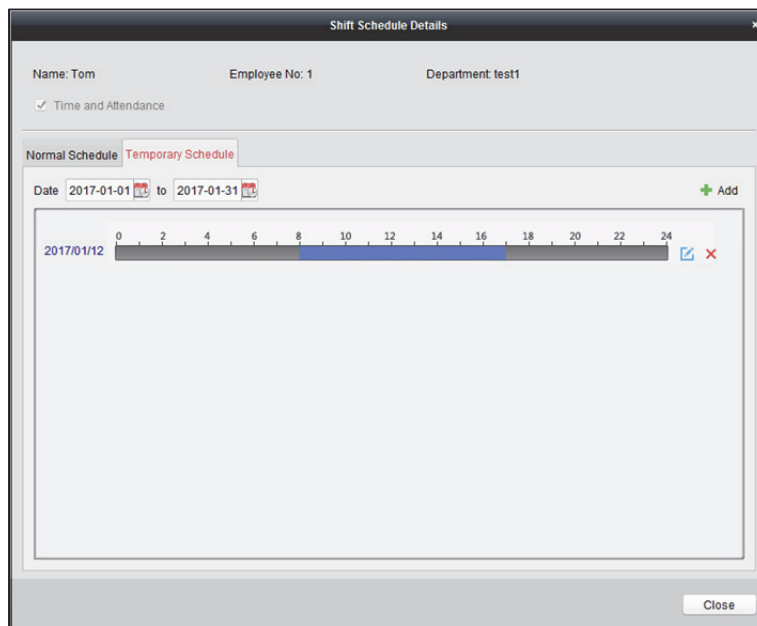 Shift Schedule Details
Name: Tom Employee No: 1 Department: test1
Time and Attendance
Normal Schedule Temporary Schedule
Date 2017-01-01 to 2017-01-31 Add
0 2 4 6 8 10 12 14 16 18 20 22 24
2017/01/12
Close